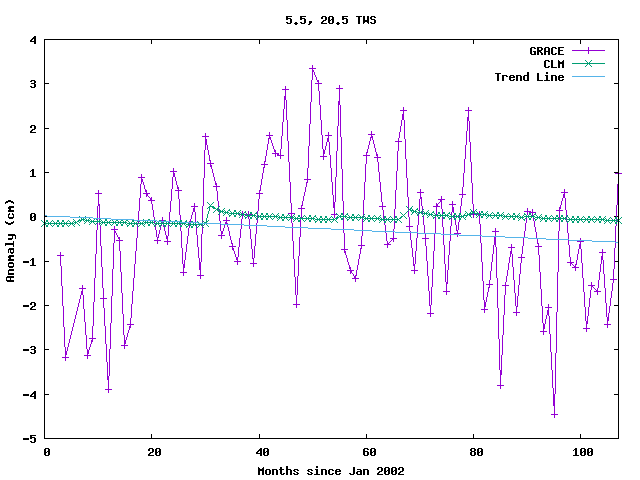 5.5, 20.5 TWS
GRACE
CLM
Trend Line
4
3
2
1
0
-1
-2
-3
-4
-5
Anomaly (cm)
0 20 40 60 80 100
Months since Jan 2002